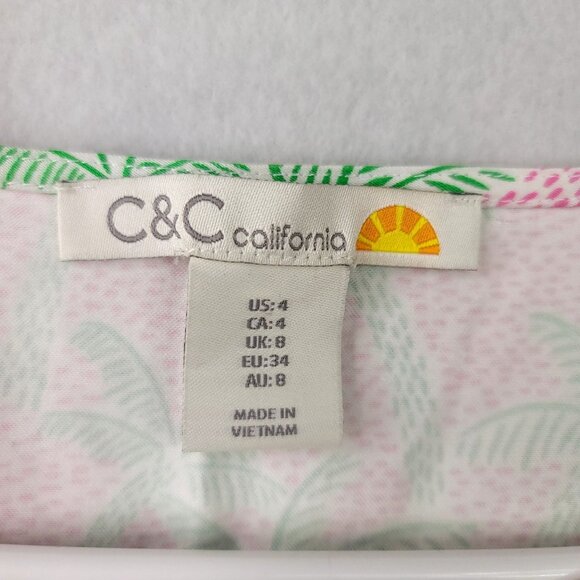 C&C california
US: 4
CA: 4
UK: 8
EU: 34
AU: 8
MADE IN
VIETNAM